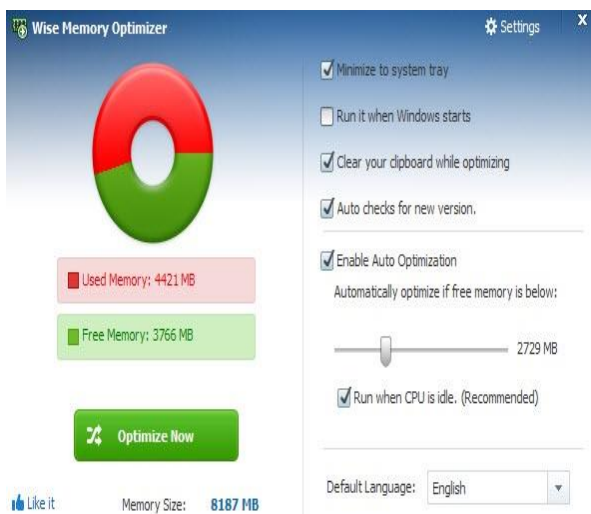 Wise Memory Optimizer
Settings
X
Used Memory: 4421 MB
Free Memory: 3766 MB
Optimize Now
Like it
Memory Size: 8187 MB
Minimize to system tray
Run it when Windows starts
Clear your clipboard while optimizing
Auto checks for new version.
Enable Auto Optimization
Automatically optimize if free memory is below:
2729 MB
Run when CPU is idle. (Recommended)
Default Language: English